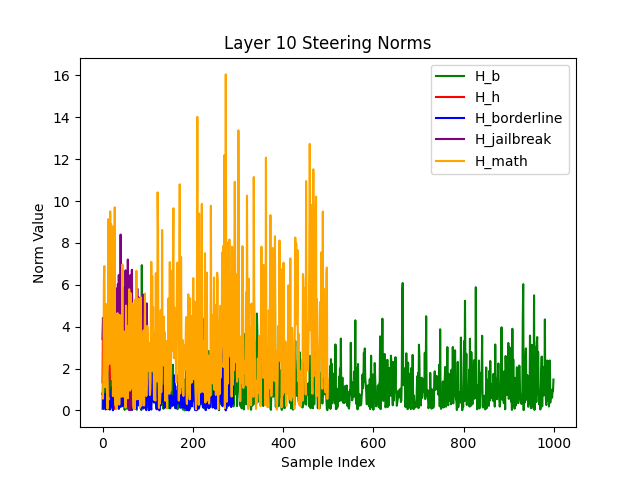 Layer 10 Steering Norms
H_b
H_h
H_borderline
H_jailbreak
H_math
Norm Value
16
14
12
10
8
6
4
2
0
0 200 400 600 800 1000
Sample Index